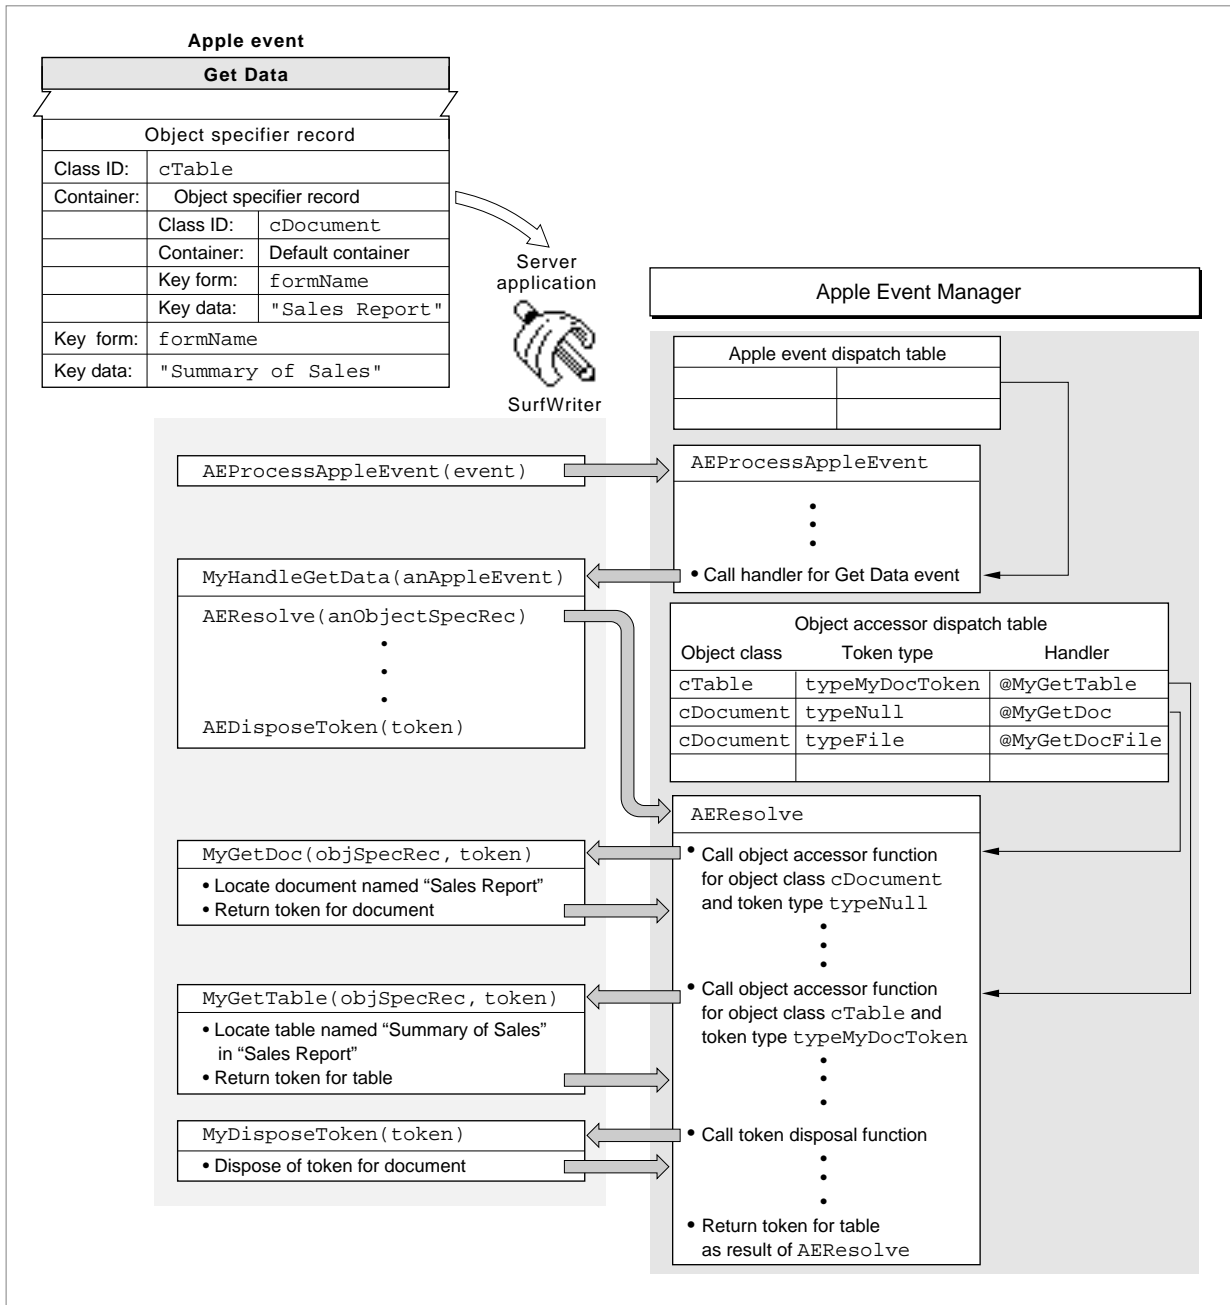 Apple event
Get Data
Object specifier record
Class ID: cTable
Container: Object specifier record
Class ID: cDocument
Container: Default container
Key form: formName
Key data: "Sales Report"
Key form: formName
Key data: "Summary of Sales"
Server
application
SurfWriter
Apple Event Manager
Apple event dispatch table
AEProcessAppleEvent(event)
AEProcessAppleEvent
• Call handler for Get Data event
MyHandleGetData(anAppleEvent)
AEResolve(anObjectSpecRec)
AEDisposeToken(token)
Object accessor dispatch table
Object class Token type Handler
cTable typeMyDocToken @MyGetTable
cDocument typeNull @MyGetDoc
cDocument typeFile @MyGetDocFile
AEResolve
• Call object accessor function
for object class cDocument
and token type typeNull
MyGetDoc(objSpecRec, token)
• Locate document named “Sales Report”
• Return token for document
• Call object accessor function
for object class cTable and
token type typeMyDocToken
MyGetTable(objSpecRec, token)
• Locate table named “Summary of Sales”
in “Sales Report”
• Return token for table
• Call token disposal function
MyDisposeToken(token)
• Dispose of token for document
• Return token for table
as result of AEResolve